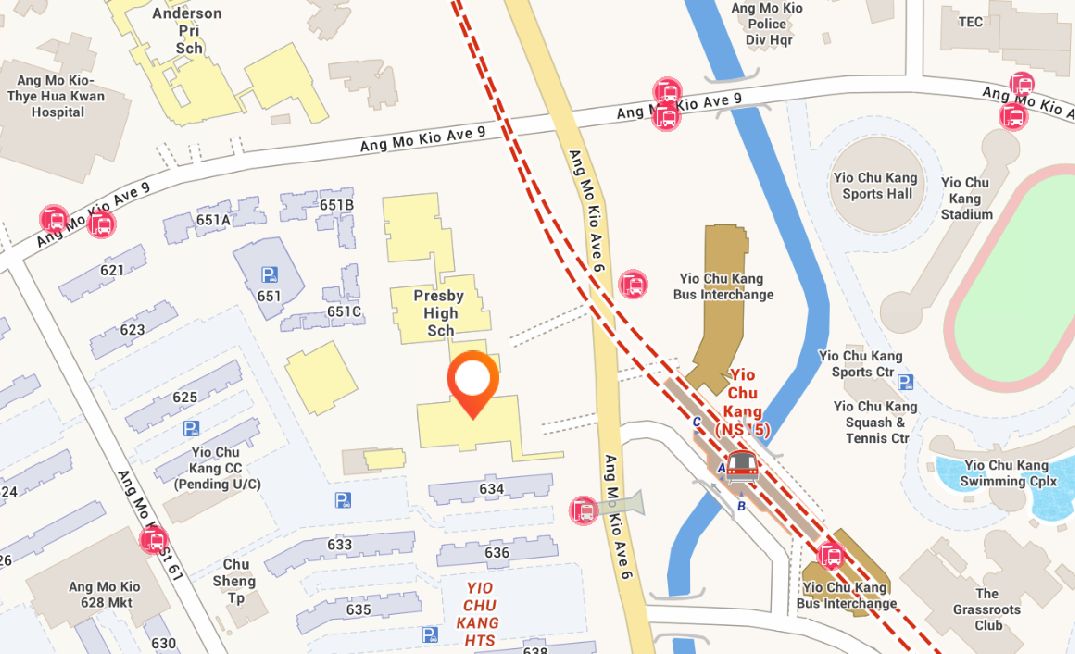 Anderson
Pri
Sch
Ang Mo Kio
Police
Div Hqr
TEC
Ang Mo Kio-
Thye Hua Kwan
Hospital
Ang Mo Kio Ave 9
Ang Mo Kio A
Ang Mo Kio Ave 9
Ang Mo Kio Ave 9
Ang Mo Kio Ave 6
Yio Chu Kang
Sports Hall
Yio Chu
Kang
Stadium
651A
651B
621
651
651C
623
Presby
High
Sch
Yio Chu Kang
Bus Interchange
Yio Chu Kang
Sports Ctr
Yio
Chu
Kang
(NS15)
C
A
B
Yio Chu Kang
Squash &
Tennis Ctr
Yio Chu Kang
Swimming Cplx
625
Yio Chu
Kang CC
(Pending U/C)
24
634
Ang Mo Kio Ave 6
Ang Mo Kio St 61
633
636
26
Chu
Sheng
Tp
Ang Mo Kio
628 Mkt
635
630
YIO
CHU
KANG
HTS
638
Yio Chu Kang
Bus Interchange
The
Grassroots
Club
P
P
P
P
P